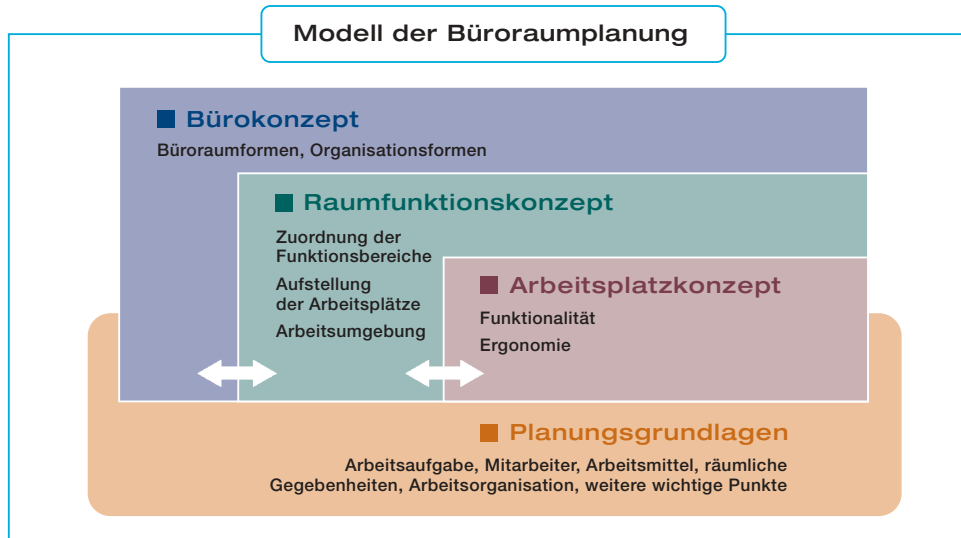 Modell der Büroraumplanung
Bürokonzept
Büroraumformen, Organisationsformen
Raumfunktionskonzept
Zuordnung der
Funktionsbereiche
Aufstellung
der Arbeitsplätze
Arbeitsumgebung
Arbeitsplatzkonzept
Funktionalität
Ergonomie
Planungsgrundlagen
Arbeitsaufgabe, Mitarbeiter, Arbeitsmittel, räumliche
Gegebenheiten, Arbeitsorganisation, weitere wichtige Punkte